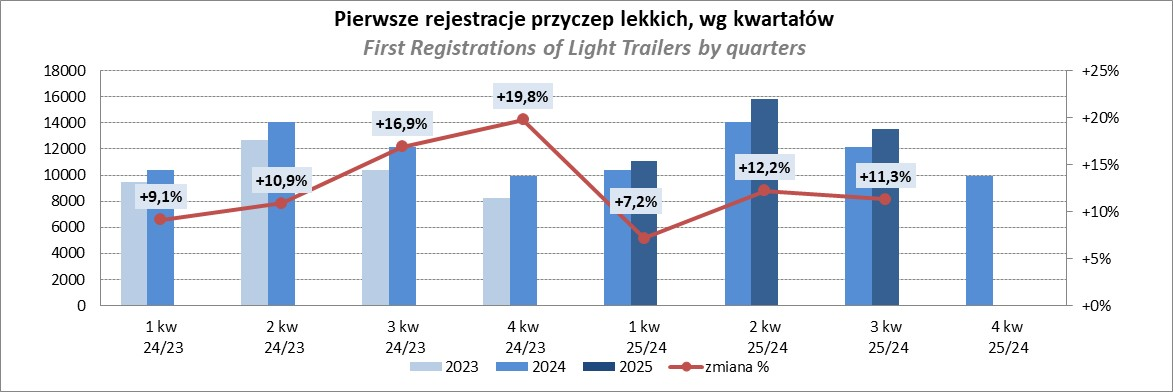 Pierwsze rejestracje przyczep lekkich, wg kwartałów
First Registrations of Light Trailers by quarters
18000
16000
14000
12000
10000
8000
6000
4000
2000
0
+25%
+20%
+15%
+10%
+5%
+0%
+9,1%
+10,9%
+16,9%
+19,8%
+7,2%
+12,2%
+11,3%
1 kw
24/23
2 kw
24/23
3 kw
24/23
4 kw
24/23
1 kw
25/24
2 kw
25/24
3 kw
25/24
4 kw
25/24
2023 2024 2025 zmiana %